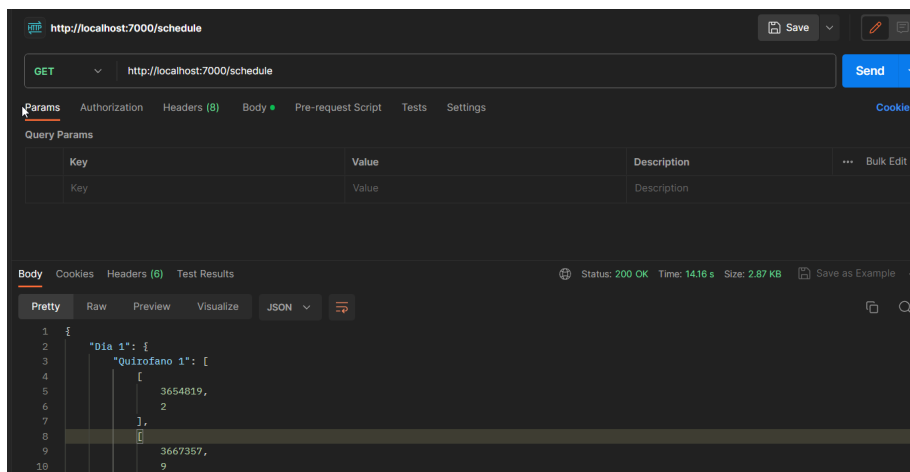 HTTP http://localhost:7000/schedule Save
GET http://localhost:7000/schedule Send
Params Authorization Headers (8) Body Pre-request Script Tests Settings Cookie
Query Params
Key Value Description Bulk Edit
Key Value Description
Body Cookies Headers (6) Test Results Status: 200 OK Time: 14.16 s Size: 2.87 KB Save as Example
Pretty Raw Preview Visualize JSON
1 {
2 "Dia 1": {
3 "Quirofano 1": [
4 [
5 3654819,
6 2
7 ],
8 [
9 3667357,
10 9